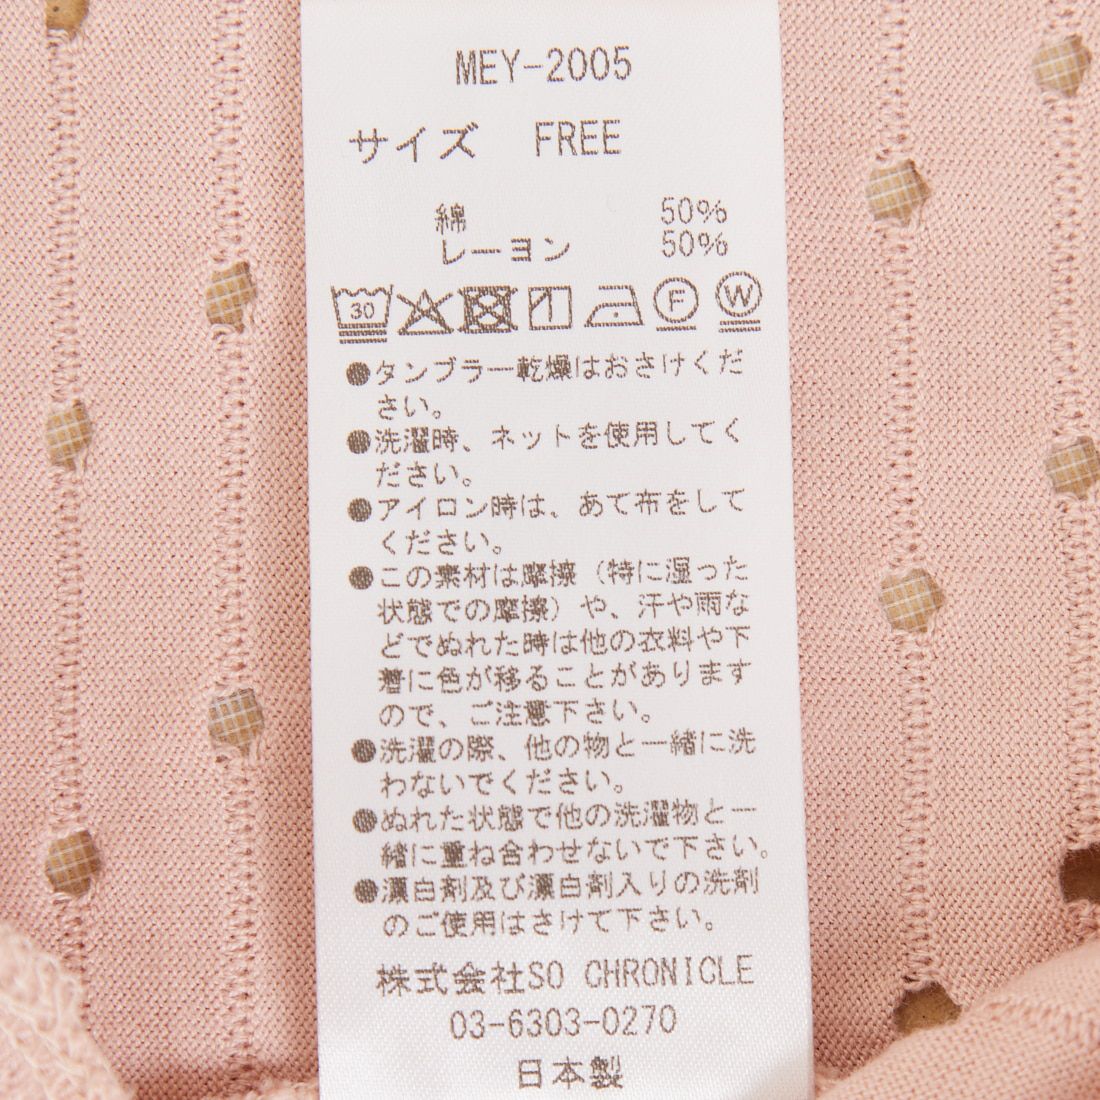 MEY-2005
サイズ FREE
綿 50%
レーヨン 50%
30 F W
●タンブラー乾燥はおさけくだ
さい。
●洗濯時、ネットを使用してく
ださい。
●アイロン時は、あて布をして
ください。
●この素材は摩擦(特に湿った
状態での摩擦)や、汗や雨な
どでぬれた時は他の衣料や下
着に色が移ることがあります
ので、ご注意下さい。
●洗濯の際、他の物と一緒に洗
わないでください。
●ぬれた状態で他の洗濯物と一
緒に重ね合わせないで下さい。
●漂白剤及び漂白剤入りの洗剤
のご使用はさけて下さい。
株式会社SO CHRONICLE
03-6303-0270
日本製